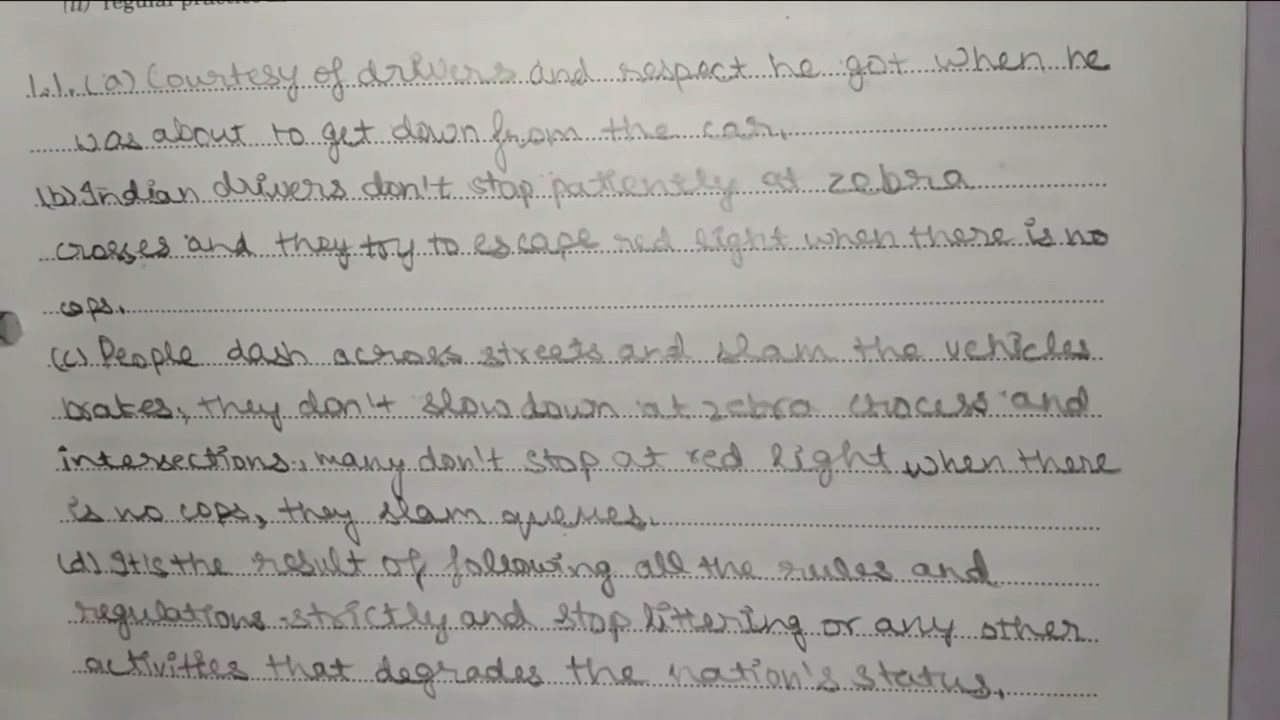 (ii) regular
1.1. (a) Courtesy of drivers and respect he got when he
was about to get down from the car.
(b) Indian drivers don't stop patiently at zebra
crosses and they try to escape red light when there is no
cops.
(c) People dash across streets and slam the vehicles
brakes, they don't slow down at zebra crocess and
intersections, many don't stop at red light when there
is no cops, they slam queues.
(d) It is the result of following all the rules and
regulations strictly and stop littering or any other
activities that degrades the nation's status.